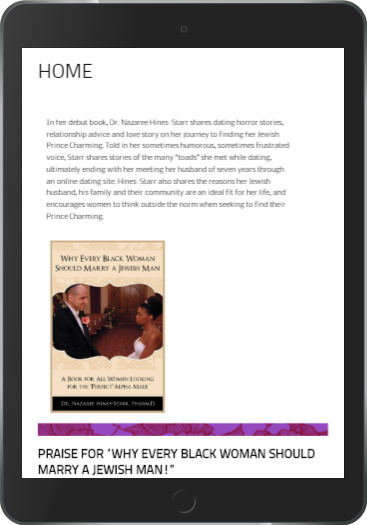 HOME
In her debut book, Dr. Nazaree Hines-Starr shares dating horror stories,
relationship advice and love story on her journey to finding her Jewish
Prince Charming. Told in her sometimes humorous, sometimes frustrated
voice, Starr shares stories of the many "toads" she met while dating,
ultimately ending with her meeting her husband of seven years through
an online dating site. Hines-Starr also shares the reasons her Jewish
husband, his family and their community are an ideal fit for her life, and
encourages women to think outside the norm when seeking to find their
Prince Charming.
WHY EVERY BLACK WOMAN
SHOULD MARRY A JEWISH MAN
A BOOK FOR ALL WOMEN LOOKING
FOR THE "PERFECT" ALPHA MALE
DR. NAZAREE HINES-STARR, PHARM.D.
PRAISE FOR "WHY EVERY BLACK WOMAN SHOULD
MARRY A JEWISH MAN!"